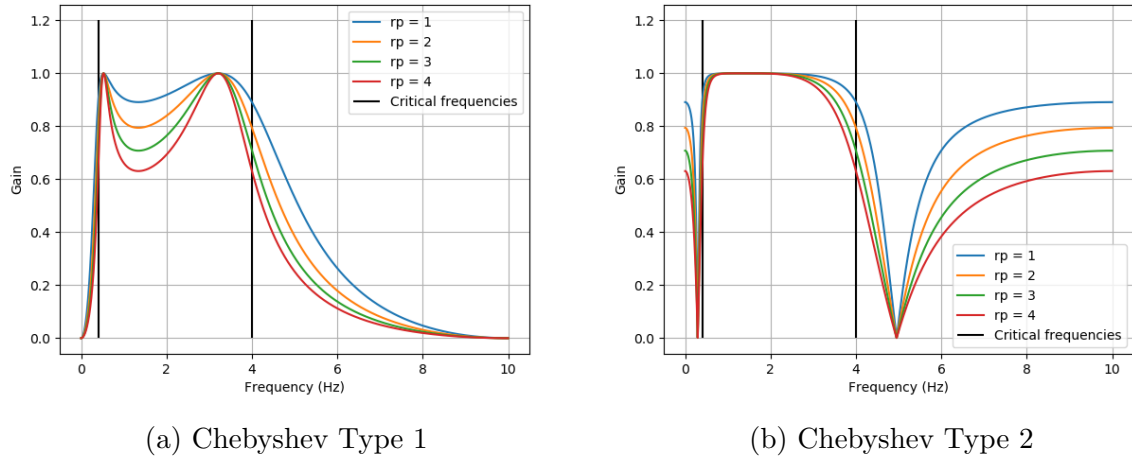 1.2
1.0
0.8
0.6
0.4
0.2
0.0
Gain
0
2
4
6
8
10
Frequency (Hz)
rp = 1
rp = 2
rp = 3
rp = 4
Critical frequencies
(a) Chebyshev Type 1
1.2
1.0
0.8
0.6
0.4
0.2
0.0
Gain
0
2
4
6
8
10
Frequency (Hz)
rp = 1
rp = 2
rp = 3
rp = 4
Critical frequencies
(b) Chebyshev Type 2